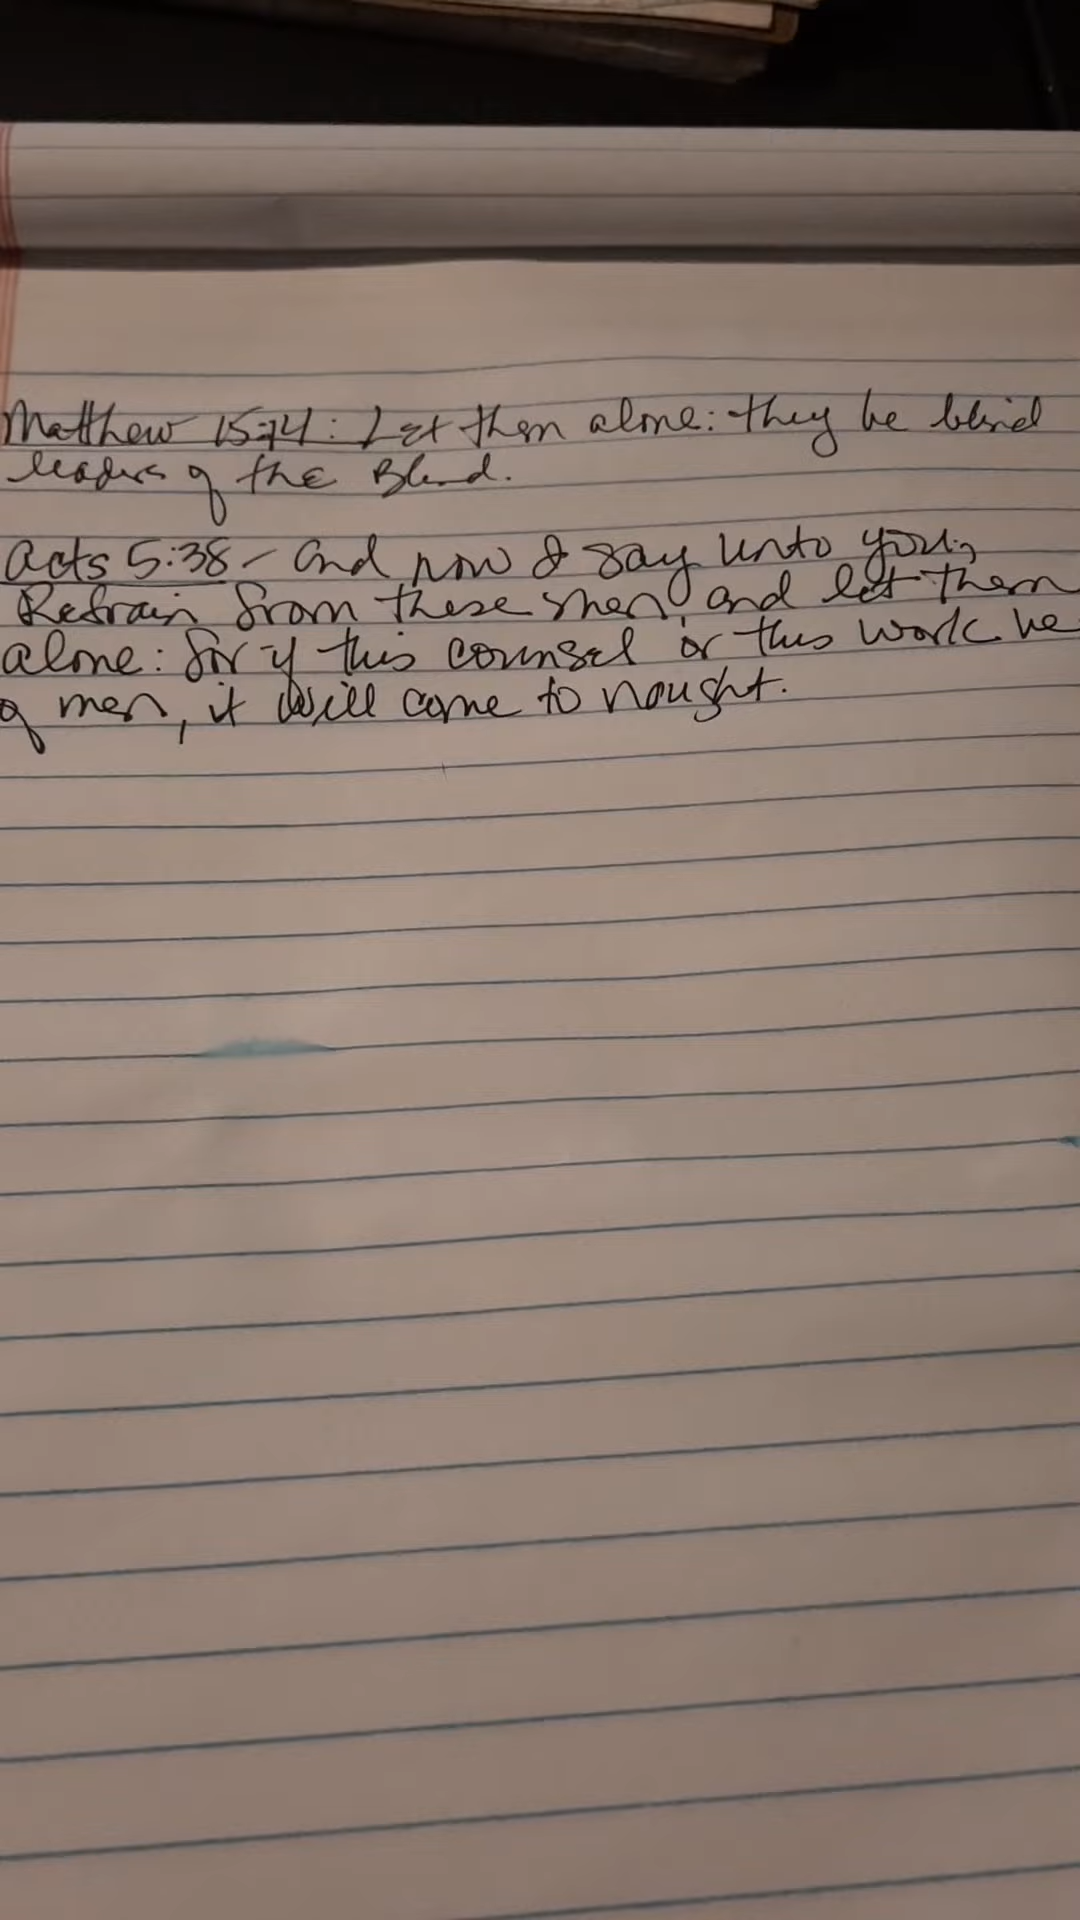 Matthew 15:14: Let them alone: they be blind
leaders of the Blind.
Acts 5:38 - And now I say unto you,
Refrain from these men, and let them
alone: for if this counsel or this work be
of men, it will come to nought.